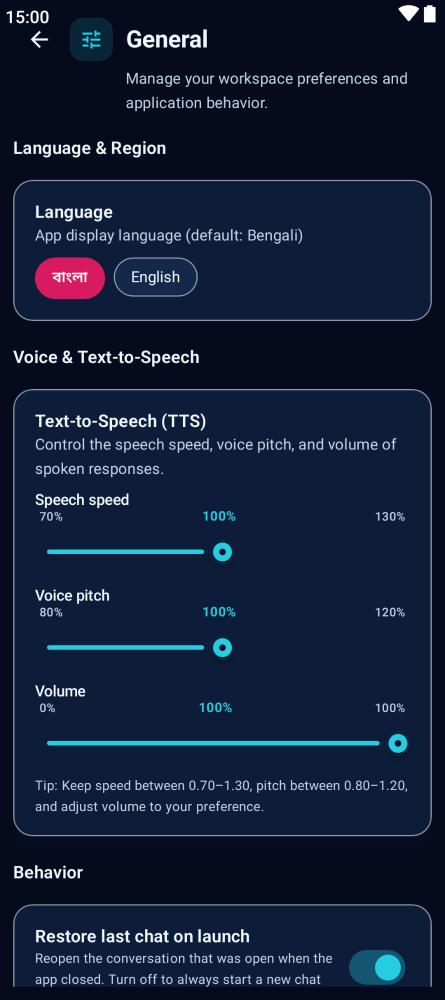 15:00
General
Manage your workspace preferences and
application behavior.
Language & Region
Language
App display language (default: Bengali)
বাংলা English
Voice & Text-to-Speech
Text-to-Speech (TTS)
Control the speech speed, voice pitch, and volume of
spoken responses.
Speech speed
70% 100% 130%
Voice pitch
80% 100% 120%
Volume
0% 100% 100%
Tip: Keep speed between 0.70–1.30, pitch between 0.80–1.20,
and adjust volume to your preference.
Behavior
Restore last chat on launch
Reopen the conversation that was open when the
app closed. Turn off to always start a new chat